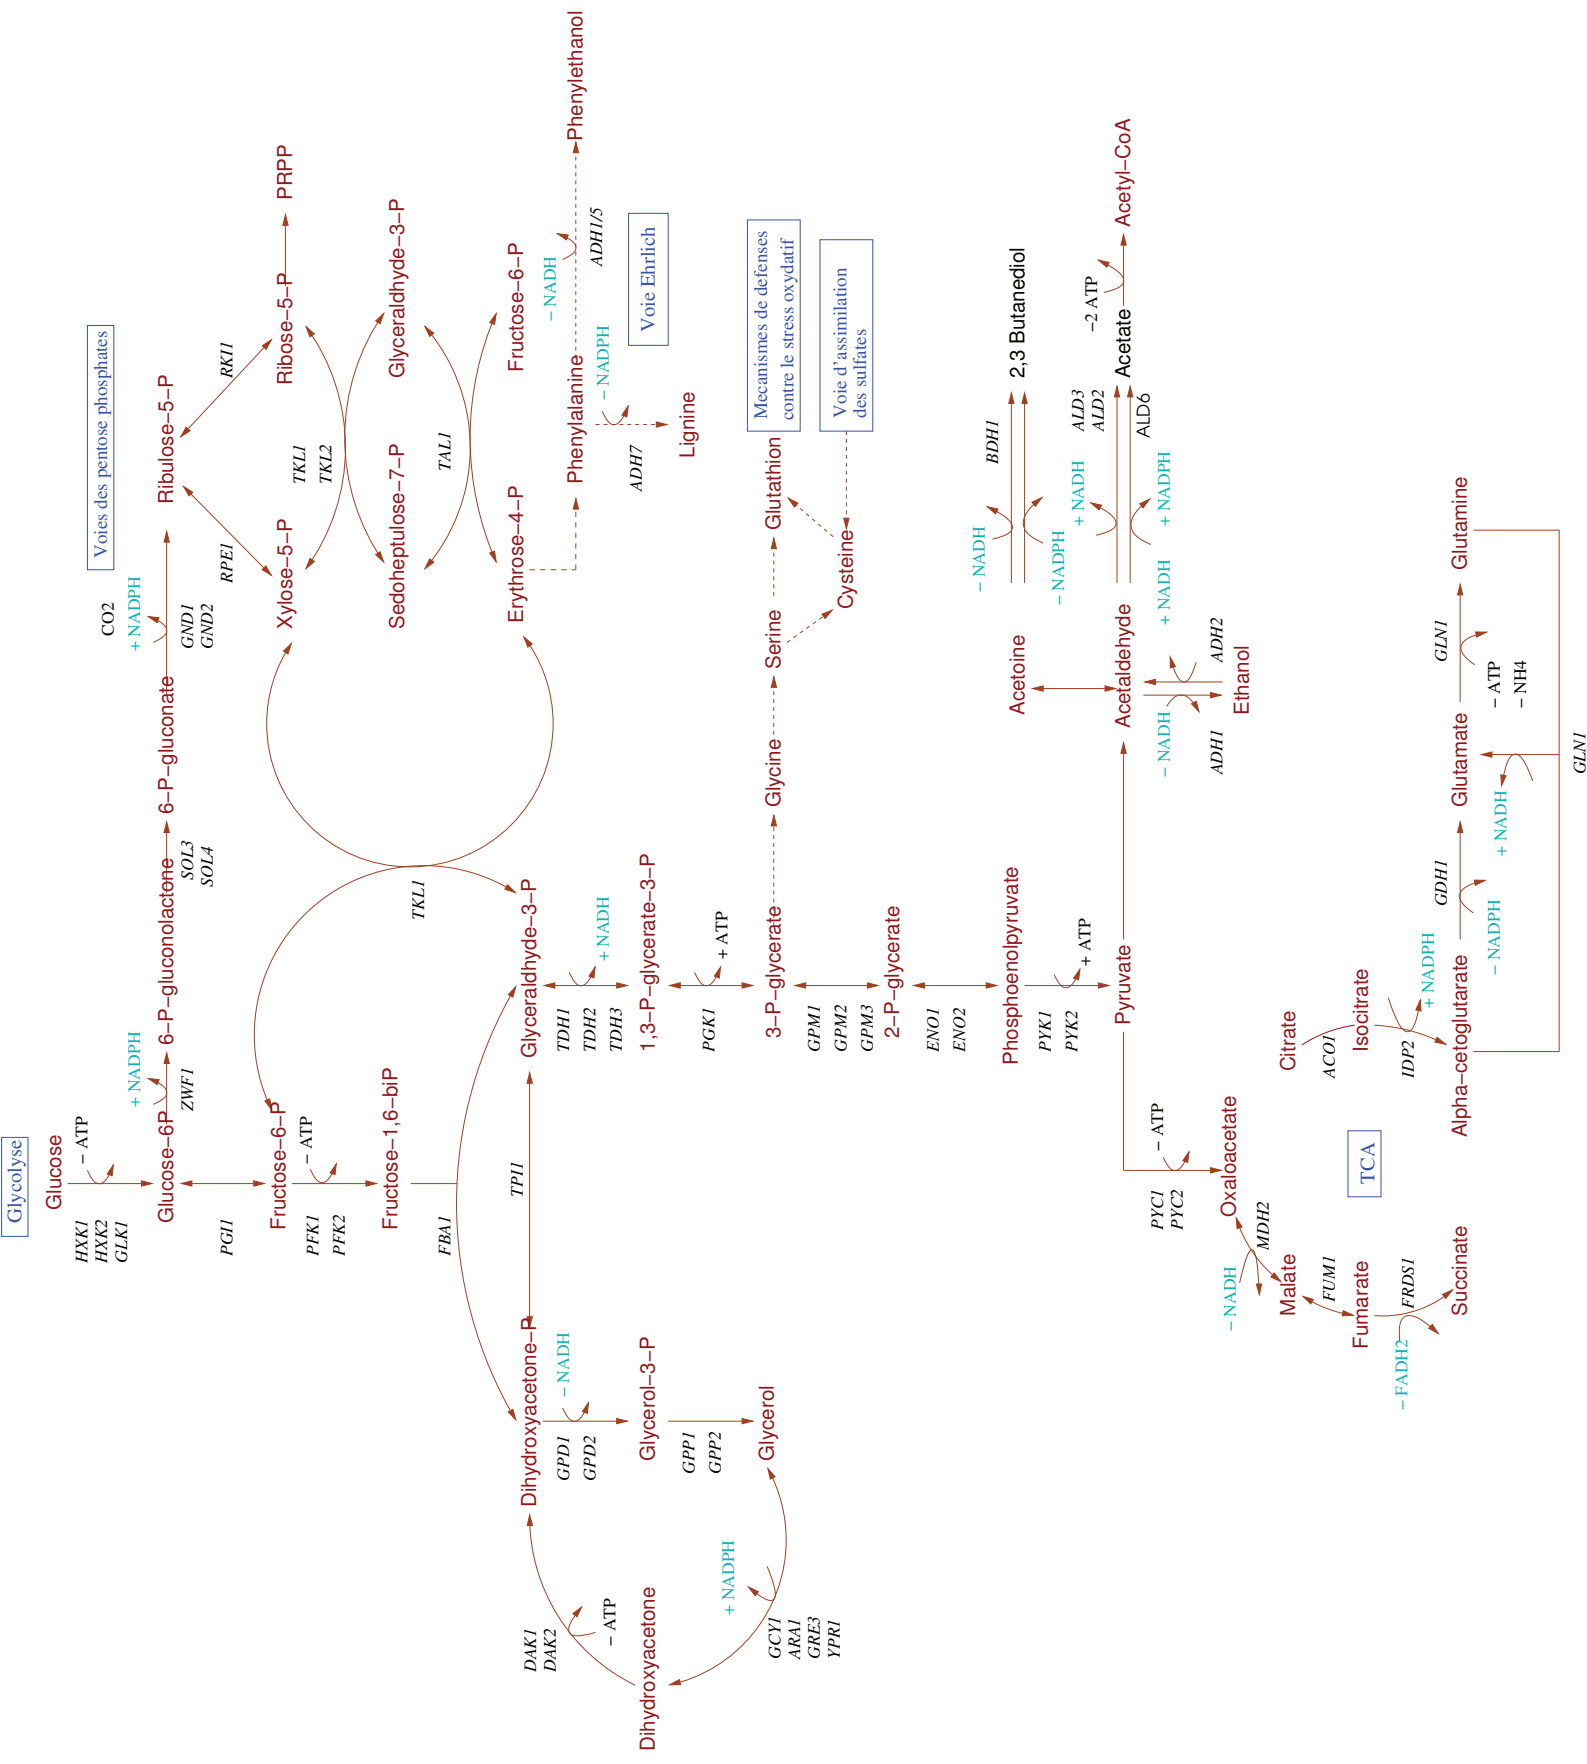 Glycolyse
Glucose
HXK1
HXK2
GLK1
− ATP
Glucose−6P
+ NADPH
ZWF1
6−P−gluconolactone
SOL3
SOL4
6−P−gluconate
CO2
+ NADPH
GND1
GND2
Ribulose−5−P
Voies des pentose phosphates
PGI1
RPE1
RKI1
Fructose−6−P
Xylose−5−P
Ribose−5−P
PRPP
PFK1
PFK2
− ATP
TKL1
TKL2
Fructose−1,6−biP
Sedoheptulose−7−P
Glyceraldhyde−3−P
FBA1
TKL1
TAL1
TPI1
Dihydroxyacetone−P
Glyceraldhyde−3−P
Erythrose−4−P
Fructose−6−P
GPD1
GPD2
− NADH
TDH1
TDH2
TDH3
+ NADH
Phenylalanine
− NADH
ADH1/5
Phenylethanol
− NADPH
ADH7
Lignine
Voie Ehrlich
DAK1
DAK2
− ATP
Dihydroxyacetone
Glycerol−3−P
1,3−P−glycerate−3−P
GPP1
GPP2
PGK1
+ ATP
+ NADPH
GCY1
ARA1
GRE3
YPR1
Glycerol
3−P−glycerate
Glycine
Serine
Glutathion
Mecanismes de defenses
contre le stress oxydatif
Cysteine
Voie d'assimilation
des sulfates
GPM1
GPM2
GPM3
2−P−glycerate
ENO1
ENO2
Phosphoenolpyruvate
Acetoine
− NADH
BDH1
2,3 Butanediol
− NADPH
PYK1
PYK2
+ ATP
Pyruvate
Acetaldehyde
+ NADH
ALD3
ALD2
Acetate
−2 ATP
Acetyl−CoA
ALD6
+ NADPH
− NADH
ADH1
+ NADH
ADH2
Ethanol
PYC1
PYC2
− ATP
Oxaloacetate
− NADH
MDH2
Malate
FUM1
Fumarate
− FADH2
FRDS1
Succinate
TCA
Citrate
ACO1
Isocitrate
IDP2
+ NADPH
Alpha−cetoglutarate
GDH1
− NADPH
Glutamate
GLN1
− ATP
− NH4
Glutamine
+ NADH
GLN1